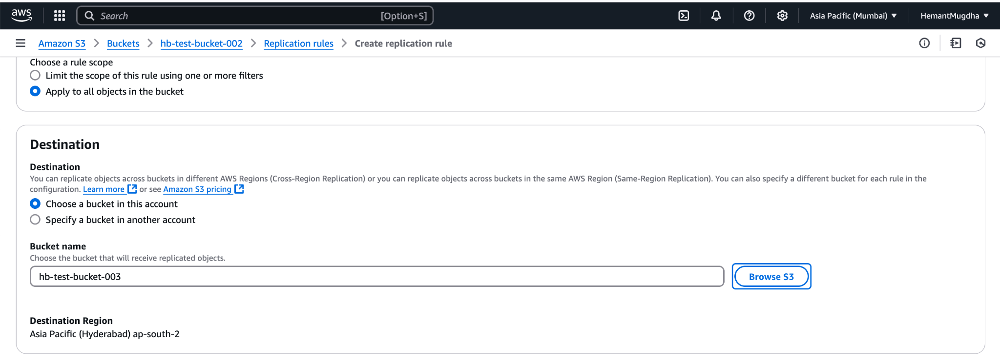 aws
Search [Option+S]
Asia Pacific (Mumbai) HemantMugdha
Amazon S3 Buckets hb-test-bucket-002 Replication rules Create replication rule
Choose a rule scope
Limit the scope of this rule using one or more filters
Apply to all objects in the bucket
Destination
Destination
You can replicate objects across buckets in different AWS Regions (Cross-Region Replication) or you can replicate objects across buckets in the same AWS Region (Same-Region Replication). You can also specify a different bucket for each rule in the
configuration. Learn more or see Amazon S3 pricing
Choose a bucket in this account
Specify a bucket in another account
Bucket name
Choose the bucket that will receive replicated objects.
hb-test-bucket-003
Browse S3
Destination Region
Asia Pacific (Hyderabad) ap-south-2